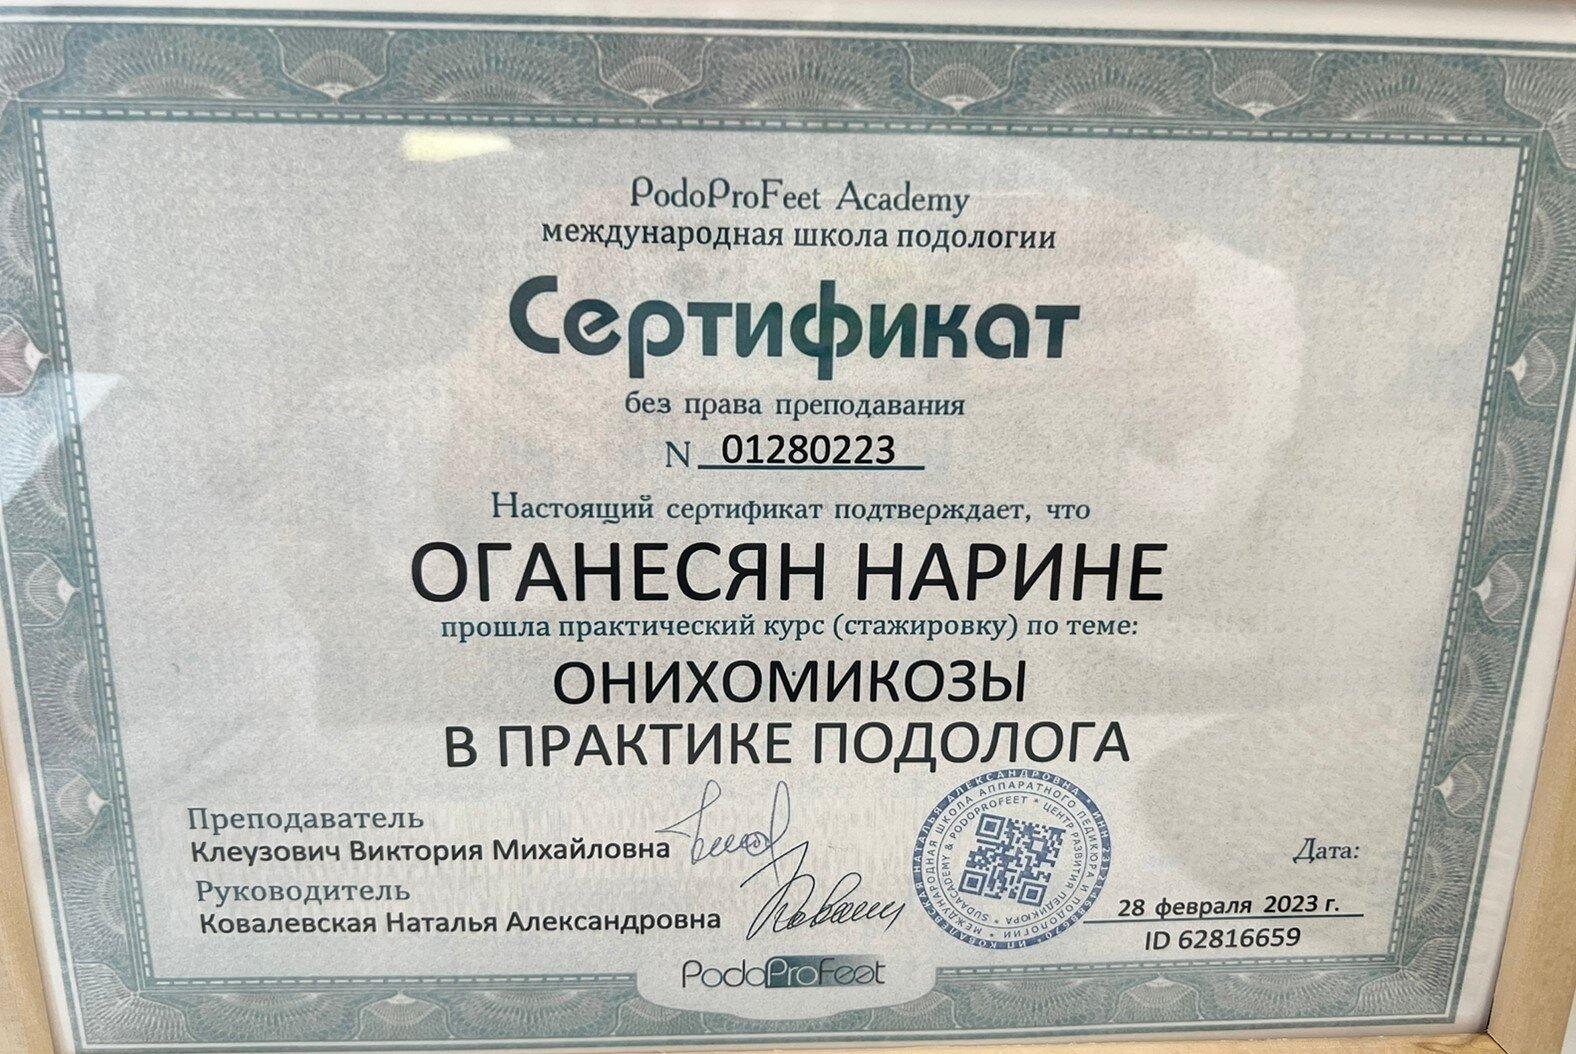 PodoProFeet Academy
международная школа подологии
Сертификат
без права преподавания
N 01280223
Настоящий сертификат подтверждает, что
ОГАНЕСЯН НАРИНЕ
прошла практический курс (стажировку) по теме:
ОНИХОМИКОЗЫ
В ПРАКТИКЕ ПОДОЛОГА
Преподаватель
Клеузович Виктория Михайловна
Руководитель
Ковалевская Наталья Александровна
Дата:
28 февраля 2023 г.
ID 62816659
PodoProFeet